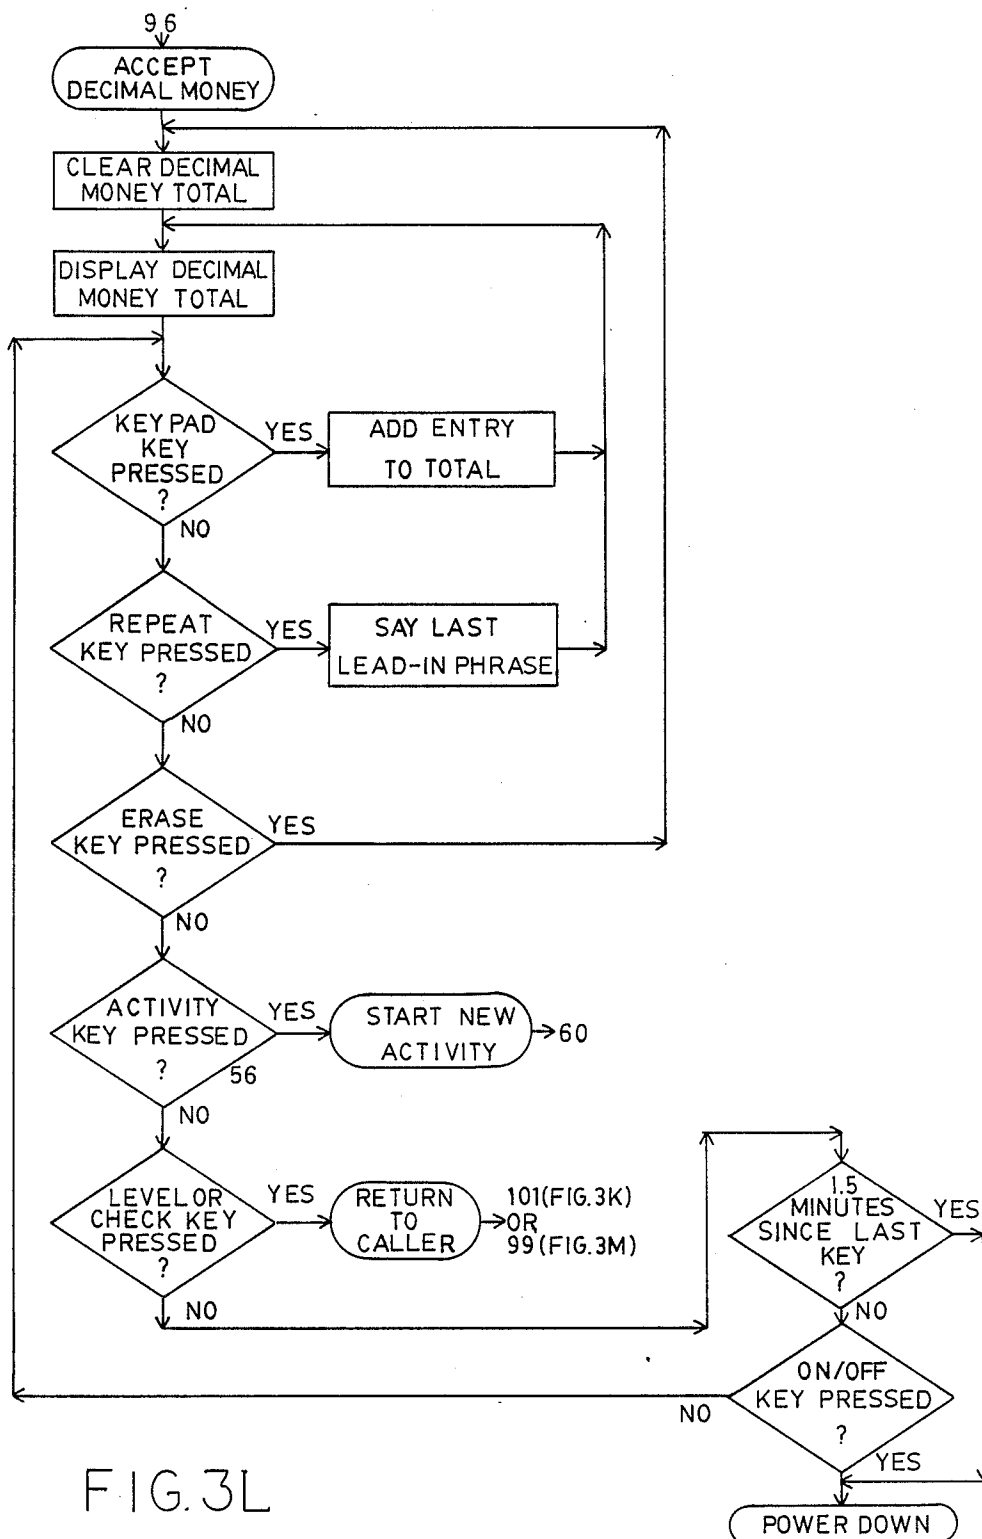 96
ACCEPT
DECIMAL MONEY
CLEAR DECIMAL
MONEY TOTAL
DISPLAY DECIMAL
MONEY TOTAL
KEY PAD
KEY
PRESSED
?
YES
ADD ENTRY
TO TOTAL
NO
REPEAT
KEY PRESSED
?
YES
SAY LAST
LEAD-IN PHRASE
NO
ERASE
KEY PRESSED
?
YES
NO
ACTIVITY
KEY PRESSED
?
56
YES
START NEW
ACTIVITY
60
NO
LEVEL OR
CHECK KEY
PRESSED
?
YES
RETURN
TO
CALLER
101(FIG.3K)
OR
99(FIG.3M)
NO
1.5
MINUTES
SINCE LAST
KEY
?
YES
NO
ON/OFF
KEY PRESSED
?
NO
YES
POWER DOWN
FIG.3L